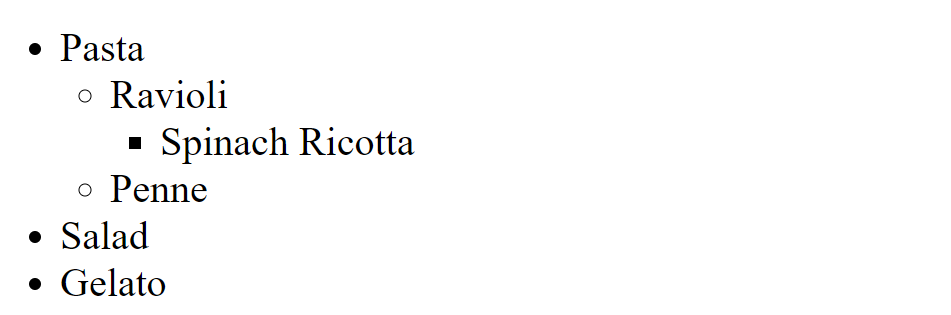 Pasta
Ravioli
Spinach Ricotta
Penne
Salad
Gelato